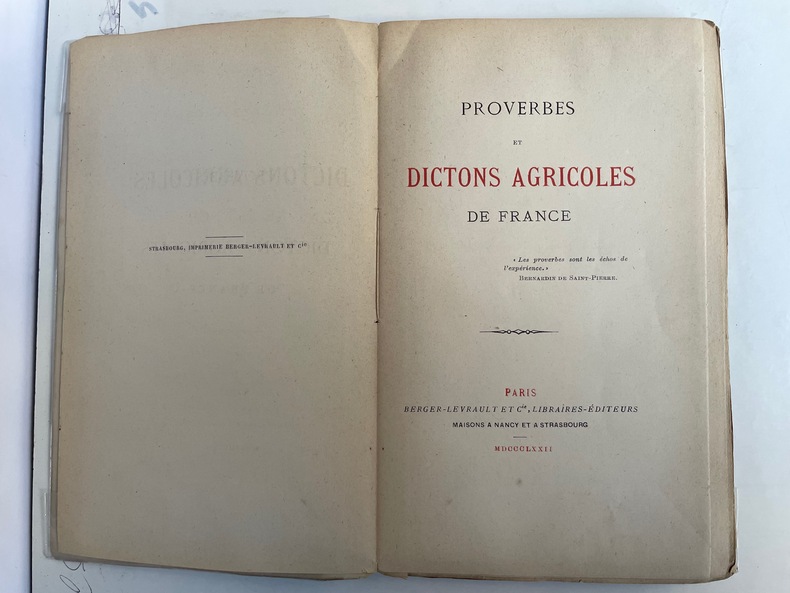 STRASBOURG, IMPRIMERIE BERGER-LEVRAULT ET Cie
PROVERBES
ET
DICTONS AGRICOLES
DE FRANCE
« Les proverbes sont les échos de
l'expérience. »
BERNARDIN DE SAINT-PIERRE.
PARIS
BERGER-LEVRAULT ET Cie, LIBRAIRES-ÉDITEURS
MAISONS A NANCY ET A STRASBOURG
MDCCCLXXII